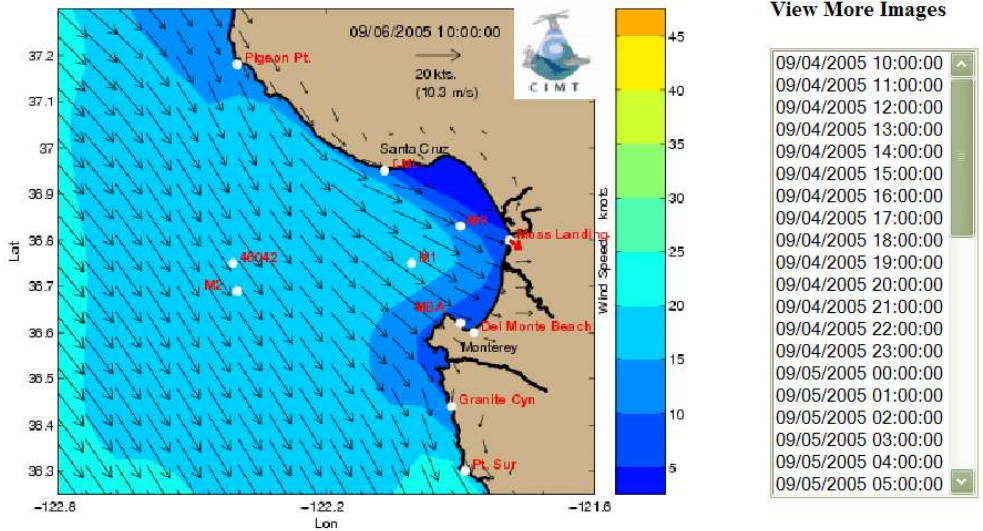 View More Images
09/06/2005 10:00:00
20 kts.
(10.3 m/s)
CIMT
37.2
37.1
37
36.9
36.8
36.7
36.6
36.5
36.4
36.3
Lat
-122.8
-122.2
-121.6
Lon
Pigeon Pt.
Santa Cruz
Moss Landing
46042
M1
M2
MBA
Del Monte Beach
Monterey
Granite Cyn
Pt. Sur
45
40
35
30
25
20
15
10
5
Wind Speed knots
09/04/2005 10:00:00
09/04/2005 11:00:00
09/04/2005 12:00:00
09/04/2005 13:00:00
09/04/2005 14:00:00
09/04/2005 15:00:00
09/04/2005 16:00:00
09/04/2005 17:00:00
09/04/2005 18:00:00
09/04/2005 19:00:00
09/04/2005 20:00:00
09/04/2005 21:00:00
09/04/2005 22:00:00
09/04/2005 23:00:00
09/05/2005 00:00:00
09/05/2005 01:00:00
09/05/2005 02:00:00
09/05/2005 03:00:00
09/05/2005 04:00:00
09/05/2005 05:00:00